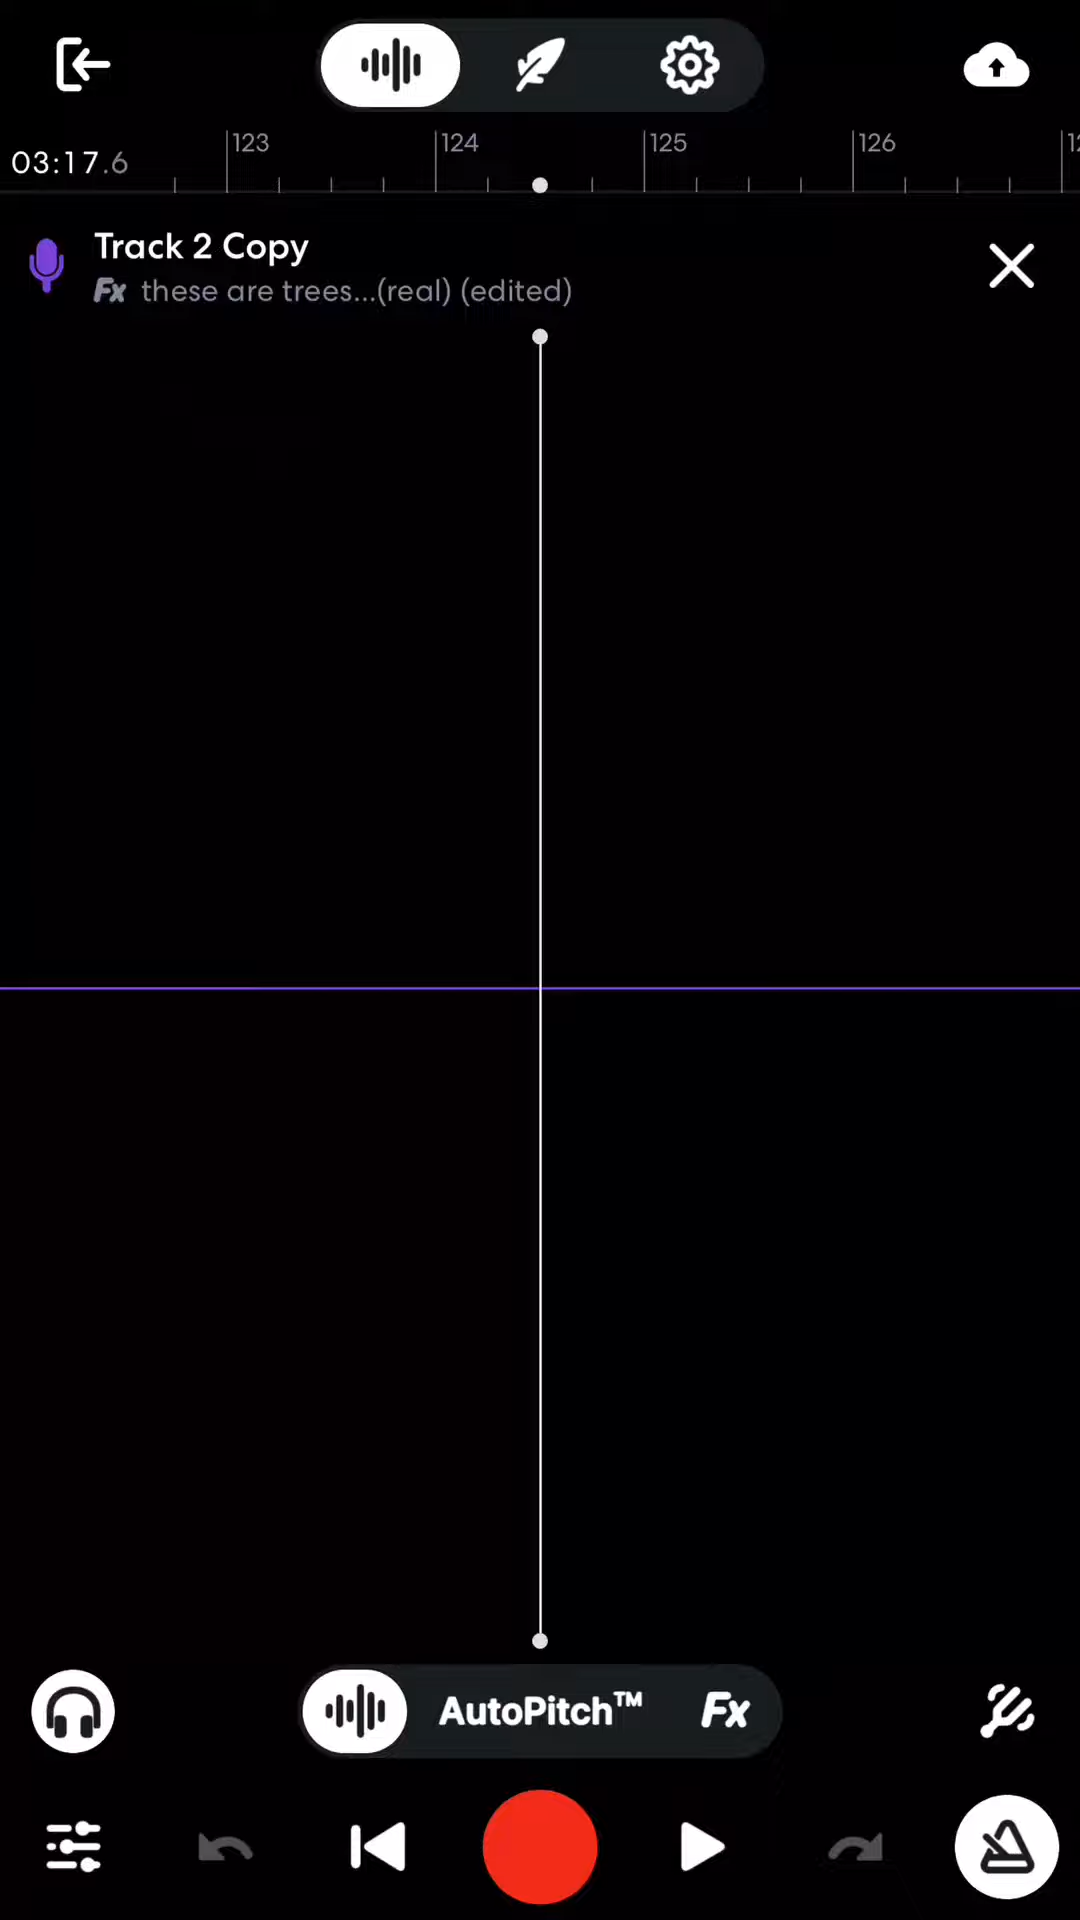 123
124
125
126
03:17.6
Track 2 Copy
Fx these are trees...(real) (edited)
AutoPitch™
Fx